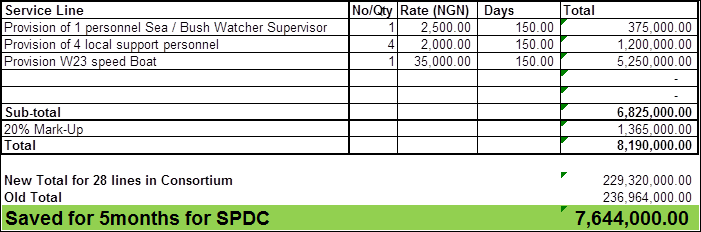 Service Line No/Qty Rate (NGN) Days Total
Provision of 1 personnel Sea / Bush Watcher Supervisor 1 2,500.00 150.00 375,000.00
Provision of 4 local support personnel 4 2,000.00 150.00 1,200,000.00
Provision W23 speed Boat 1 35,000.00 150.00 5,250,000.00
-
-
Sub-total 6,825,000.00
20% Mark-Up 1,365,000.00
Total 8,190,000.00
New Total for 28 lines in Consortium 229,320,000.00
Old Total 236,964,000.00
Saved for 5months for SPDC 7,644,000.00